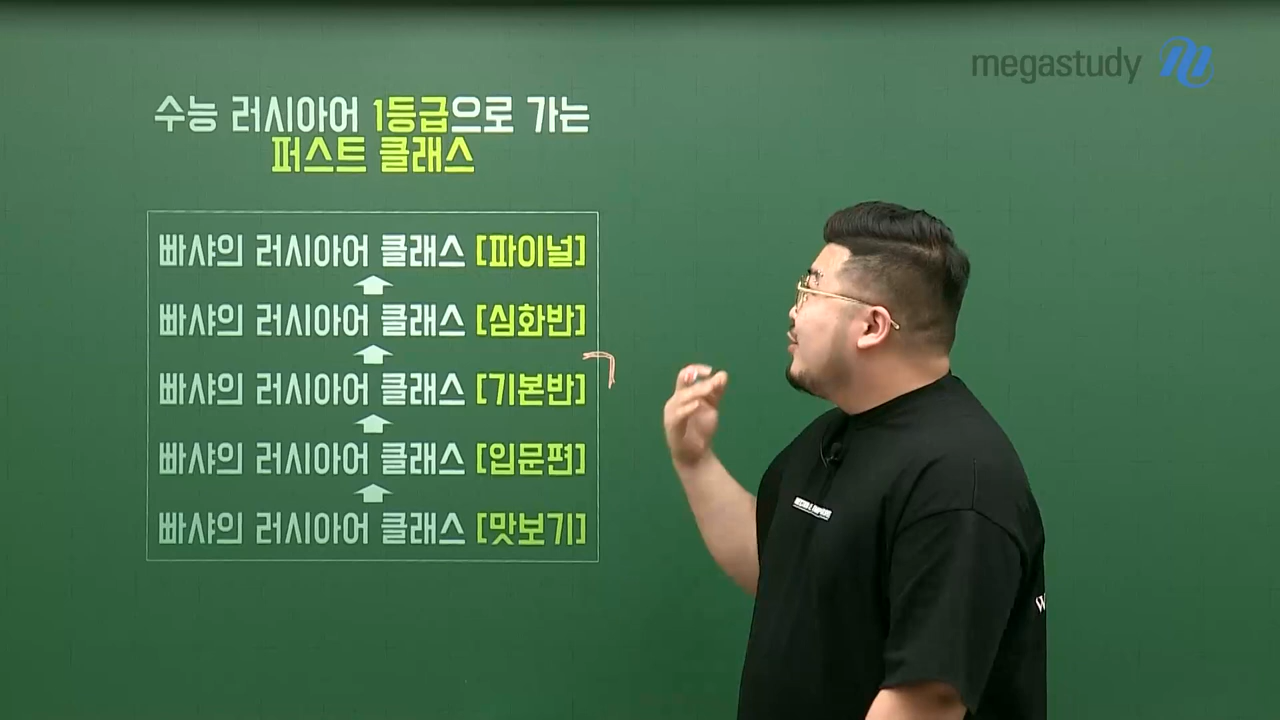 megastudy
수능 러시아어 1등급으로 가는
퍼스트 클래스
빠샤의 러시아어 클래스 [파이널]
빠샤의 러시아어 클래스 [심화반]
빠샤의 러시아어 클래스 [기본반]
빠샤의 러시아어 클래스 [입문편]
빠샤의 러시아어 클래스 [맛보기]